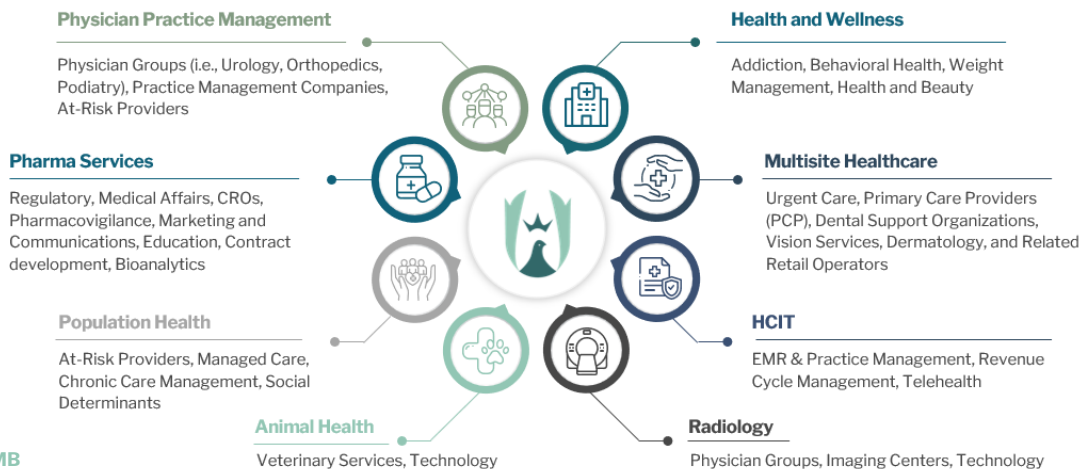 Physician Practice Management
Physician Groups (i.e., Urology, Orthopedics,
Podiatry), Practice Management Companies,
At-Risk Providers
Health and Wellness
Addiction, Behavioral Health, Weight
Management, Health and Beauty
Pharma Services
Regulatory, Medical Affairs, CROs,
Pharmacovigilance, Marketing and
Communications, Education, Contract
development, Bioanalytics
Multisite Healthcare
Urgent Care, Primary Care Providers
(PCP), Dental Support Organizations,
Vision Services, Dermatology, and Related
Retail Operators
Population Health
At-Risk Providers, Managed Care,
Chronic Care Management, Social
Determinants
HCIT
EMR & Practice Management, Revenue
Cycle Management, Telehealth
Animal Health
Veterinary Services, Technology
Radiology
Physician Groups, Imaging Centers, Technology
MB